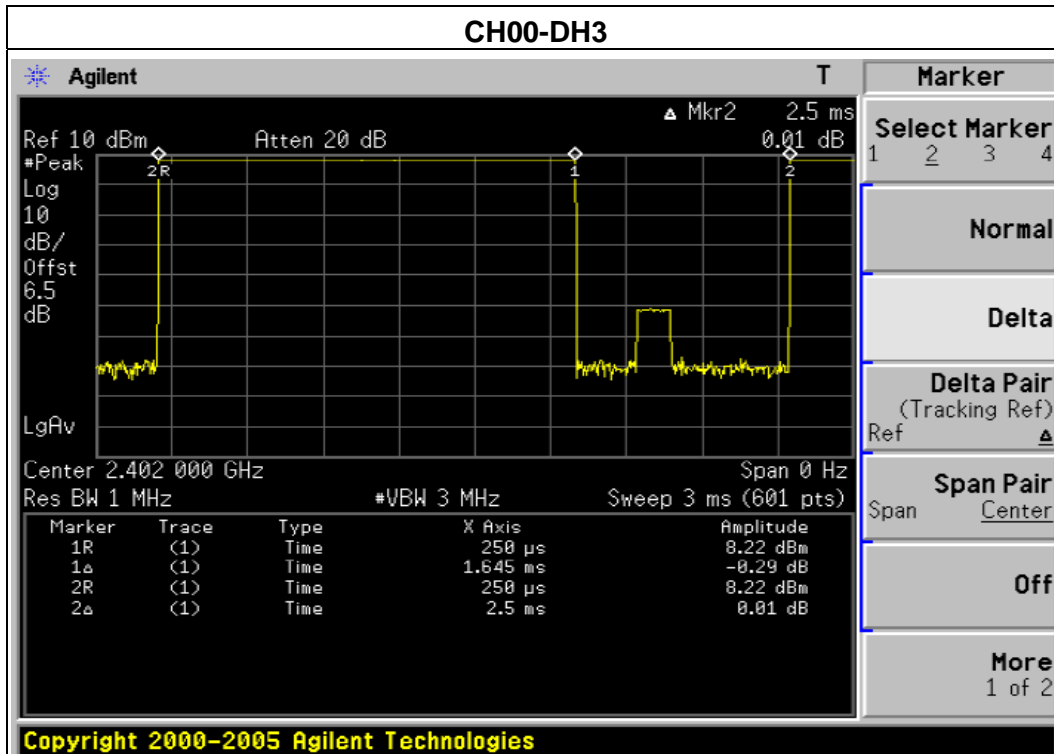 CH00-DH3
Agilent T
Marker
△ Mkr2 2.5 ms
Ref 10 dBm Atten 20 dB 0.01 dB
#Peak
Log
10
dB/
Offst
6.5
dB
LgAv
2R 1 2
Center 2.402 000 GHz Span 0 Hz
Res BW 1 MHz #VBW 3 MHz Sweep 3 ms (601 pts)
Marker Trace Type X Axis Amplitude
1R (1) Time 250 µs 8.22 dBm
1△ (1) Time 1.645 ms -0.29 dB
2R (1) Time 250 µs 8.22 dBm
2△ (1) Time 2.5 ms 0.01 dB
Select Marker
1 2 3 4
Normal
Delta
Delta Pair
(Tracking Ref)
Ref △
Span Pair
Span Center
Off
More
1 of 2
Copyright 2000-2005 Agilent Technologies